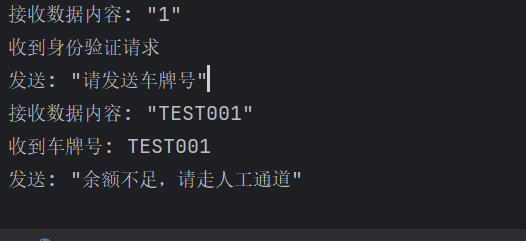 接收数据内容: "1"
收到身份验证请求
发送: "请发送车牌号"
接收数据内容: "TEST001"
收到车牌号: TEST001
发送: "余额不足，请走人工通道"